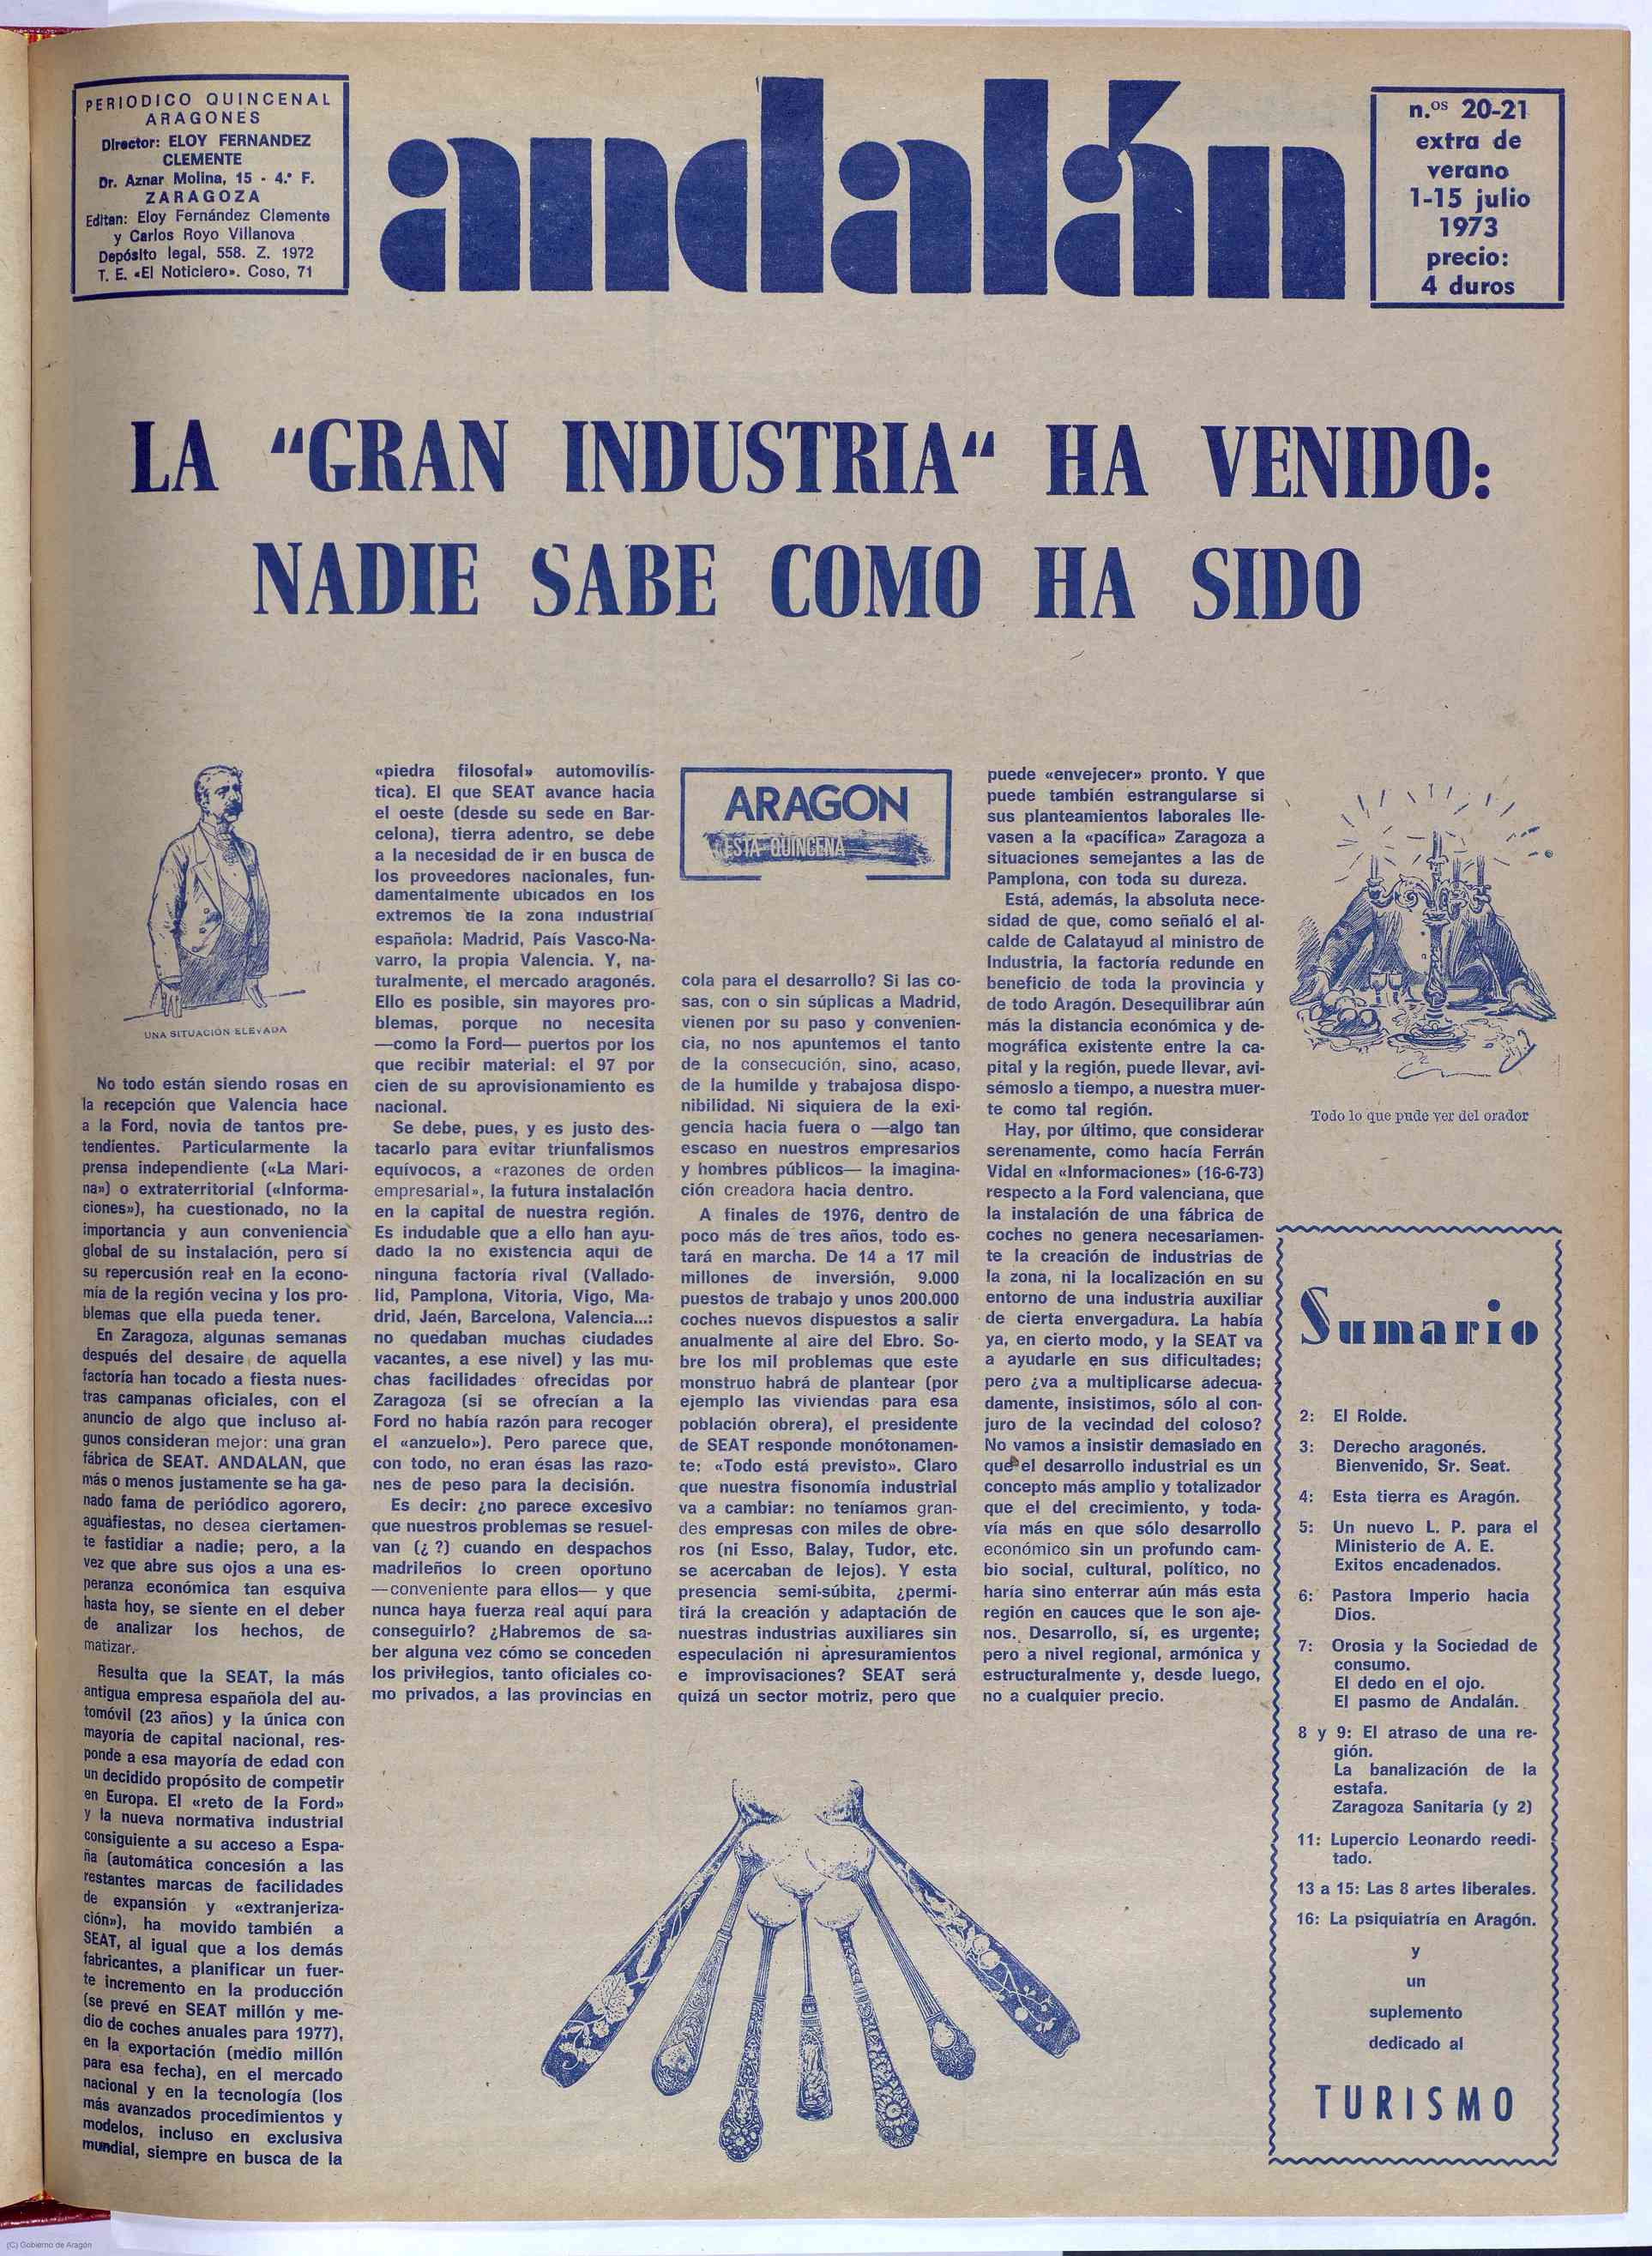 PERIODICO QUINCENAL
ARAGONES
Director: ELOY FERNANDEZ
CLEMENTE
Dr. Aznar Molina, 15 - 4.º F.
ZARAGOZA
Editan: Eloy Fernández Clemente
y Carlos Royo Villanova
Depósito legal, 558. Z. 1972
T. E. «El Noticiero». Coso, 71
andalán
n.os 20-21
extra de
verano
1-15 julio
1973
precio:
4 duros
LA "GRAN INDUSTRIA" HA VENIDO:
NADIE SABE COMO HA SIDO
UNA SITUACIÓN ELEVADA
No todo están siendo rosas en
la recepción que Valencia hace
a la Ford, novia de tantos pre-
tendientes. Particularmente la
prensa independiente («La Mari-
na») o extraterritorial («Informa-
ciones»), ha cuestionado, no la
importancia y aun conveniencia
global de su instalación, pero sí
su repercusión real en la econo-
mía de la región vecina y los pro-
blemas que ella pueda tener.
En Zaragoza, algunas semanas
después del desaire de aquella
factoría han tocado a fiesta nues-
tras campanas oficiales, con el
anuncio de algo que incluso al-
gunos consideran mejor: una gran
fábrica de SEAT. ANDALAN, que
más o menos justamente se ha ga-
nado fama de periódico agorero,
aguafiestas, no desea ciertamen-
te fastidiar a nadie; pero, a la
vez que abre sus ojos a una es-
peranza económica tan esquiva
hasta hoy, se siente en el deber
de analizar los hechos, de
matizar.
Resulta que la SEAT, la más
antigua empresa española del au-
tomóvil (23 años) y la única con
mayoría de capital nacional, res-
ponde a esa mayoría de edad con
un decidido propósito de competir
en Europa. El «reto de la Ford»
y la nueva normativa industrial
consiguiente a su acceso a Espa-
ña (automática concesión a las
restantes marcas de facilidades
de expansión y «extranjeriza-
ción»), ha movido también a
SEAT, al igual que a los demás
fabricantes, a planificar un fuer-
te incremento en la producción
(se prevé en SEAT millón y me-
dio de coches anuales para 1977),
en la exportación (medio millón
para esa fecha), en el mercado
nacional y en la tecnología (los
más avanzados procedimientos y
modelos, incluso en exclusiva
mundial, siempre en busca de la
«piedra filosofal» automovilís-
tica). El que SEAT avance hacia
el oeste (desde su sede en Bar-
celona), tierra adentro, se debe
a la necesidad de ir en busca de
los proveedores nacionales, fun-
damentalmente ubicados en los
extremos de la zona industrial
española: Madrid, País Vasco-Na-
varro, la propia Valencia. Y, na-
turalmente, el mercado aragonés.
Ello es posible, sin mayores pro-
blemas, porque no necesita
—como la Ford— puertos por los
que recibir material: el 97 por
cien de su aprovisionamiento es
nacional.
Se debe, pues, y es justo des-
tacarlo para evitar triunfalismos
equívocos, a «razones de orden
empresarial», la futura instalación
en la capital de nuestra región.
Es indudable que a ello han ayu-
dado la no existencia aquí de
ninguna factoría rival (Vallado-
lid, Pamplona, Vitoria, Vigo, Ma-
drid, Jaén, Barcelona, Valencia...:
no quedaban muchas ciudades
vacantes, a ese nivel) y las mu-
chas facilidades ofrecidas por
Zaragoza (si se ofrecían a la
Ford no había razón para recoger
el «anzuelo»). Pero parece que,
con todo, no eran ésas las razo-
nes de peso para la decisión.
Es decir: ¿no parece excesivo
que nuestros problemas se resuel-
van (¿?) cuando en despachos
madrileños lo creen oportuno
—conveniente para ellos— y que
nunca haya fuerza real aquí para
conseguirlo? ¿Habremos de sa-
ber alguna vez cómo se conceden
los privilegios, tanto oficiales co-
mo privados, a las provincias en
ARAGON
ESTA QUINCENA
cola para el desarrollo? Si las co-
sas, con o sin súplicas a Madrid,
vienen por su paso y convenien-
cia, no nos apuntemos el tanto
de la consecución, sino, acaso,
de la humilde y trabajosa dispo-
nibilidad. Ni siquiera de la exi-
gencia hacia fuera o —algo tan
escaso en nuestros empresarios
y hombres públicos— la imagina-
ción creadora hacia dentro.
A finales de 1976, dentro de
poco más de tres años, todo es-
tará en marcha. De 14 a 17 mil
millones de inversión, 9.000
puestos de trabajo y unos 200.000
coches nuevos dispuestos a salir
anualmente al aire del Ebro. So-
bre los mil problemas que este
monstruo habrá de plantear (por
ejemplo las viviendas para esa
población obrera), el presidente
de SEAT responde monótonamen-
te: «Todo está previsto». Claro
que nuestra fisonomía industrial
va a cambiar: no teníamos gran-
des empresas con miles de obre-
ros (ni Esso, Balay, Tudor, etc.
se acercaban de lejos). Y esta
presencia semi-súbita, ¿permi-
tirá la creación y adaptación de
nuestras industrias auxiliares sin
especulación ni apresuramientos
e improvisaciones? SEAT será
quizá un sector motriz, pero que
puede «envejecer» pronto. Y que
puede también estrangularse si
sus planteamientos laborales lle-
vasen a la «pacífica» Zaragoza a
situaciones semejantes a las de
Pamplona, con toda su dureza.
Está, además, la absoluta nece-
sidad de que, como señaló el al-
calde de Calatayud al ministro de
Industria, la factoría redunde en
beneficio de toda la provincia y
de todo Aragón. Desequilibrar aún
más la distancia económica y de-
mográfica existente entre la ca-
pital y la región, puede llevar, avi-
sémoslo a tiempo, a nuestra muer-
te como tal región.
Hay, por último, que considerar
serenamente, como hacía Ferrán
Vidal en «Informaciones» (16-6-73)
respecto a la Ford valenciana, que
la instalación de una fábrica de
coches no genera necesariamen-
te la creación de industrias de
la zona, ni la localización en su
entorno de una industria auxiliar
de cierta envergadura. La había
ya, en cierto modo, y la SEAT va
a ayudarle en sus dificultades;
pero ¿va a multiplicarse adecua-
damente, insistimos, sólo al con-
juro de la vecindad del coloso?
No vamos a insistir demasiado en
que el desarrollo industrial es un
concepto más amplio y totalizador
que el del crecimiento, y toda-
vía más en que sólo desarrollo
económico sin un profundo cam-
bio social, cultural, político, no
haría sino enterrar aún más esta
región en cauces que le son aje-
nos. Desarrollo, sí, es urgente;
pero a nivel regional, armónica y
estructuralmente y, desde luego,
no a cualquier precio.
Todo lo que pude ver del orador
Sumario
2: El Rolde.
3: Derecho aragonés.
Bienvenido, Sr. Seat.
4: Esta tierra es Aragón.
5: Un nuevo L. P. para el
Ministerio de A. E.
Exitos encadenados.
6: Pastora Imperio hacia
Dios.
7: Orosia y la Sociedad de
consumo.
El dedo en el ojo.
El pasmo de Andalán.
8 y 9: El atraso de una re-
gión.
La banalización de la
estafa.
Zaragoza Sanitaria (y 2)
11: Lupercio Leonardo reedi-
tado.
13 a 15: Las 8 artes liberales.
16: La psiquiatría en Aragón.
y
un
suplemento
dedicado al
TURISMO
(C) Gobierno de Aragón